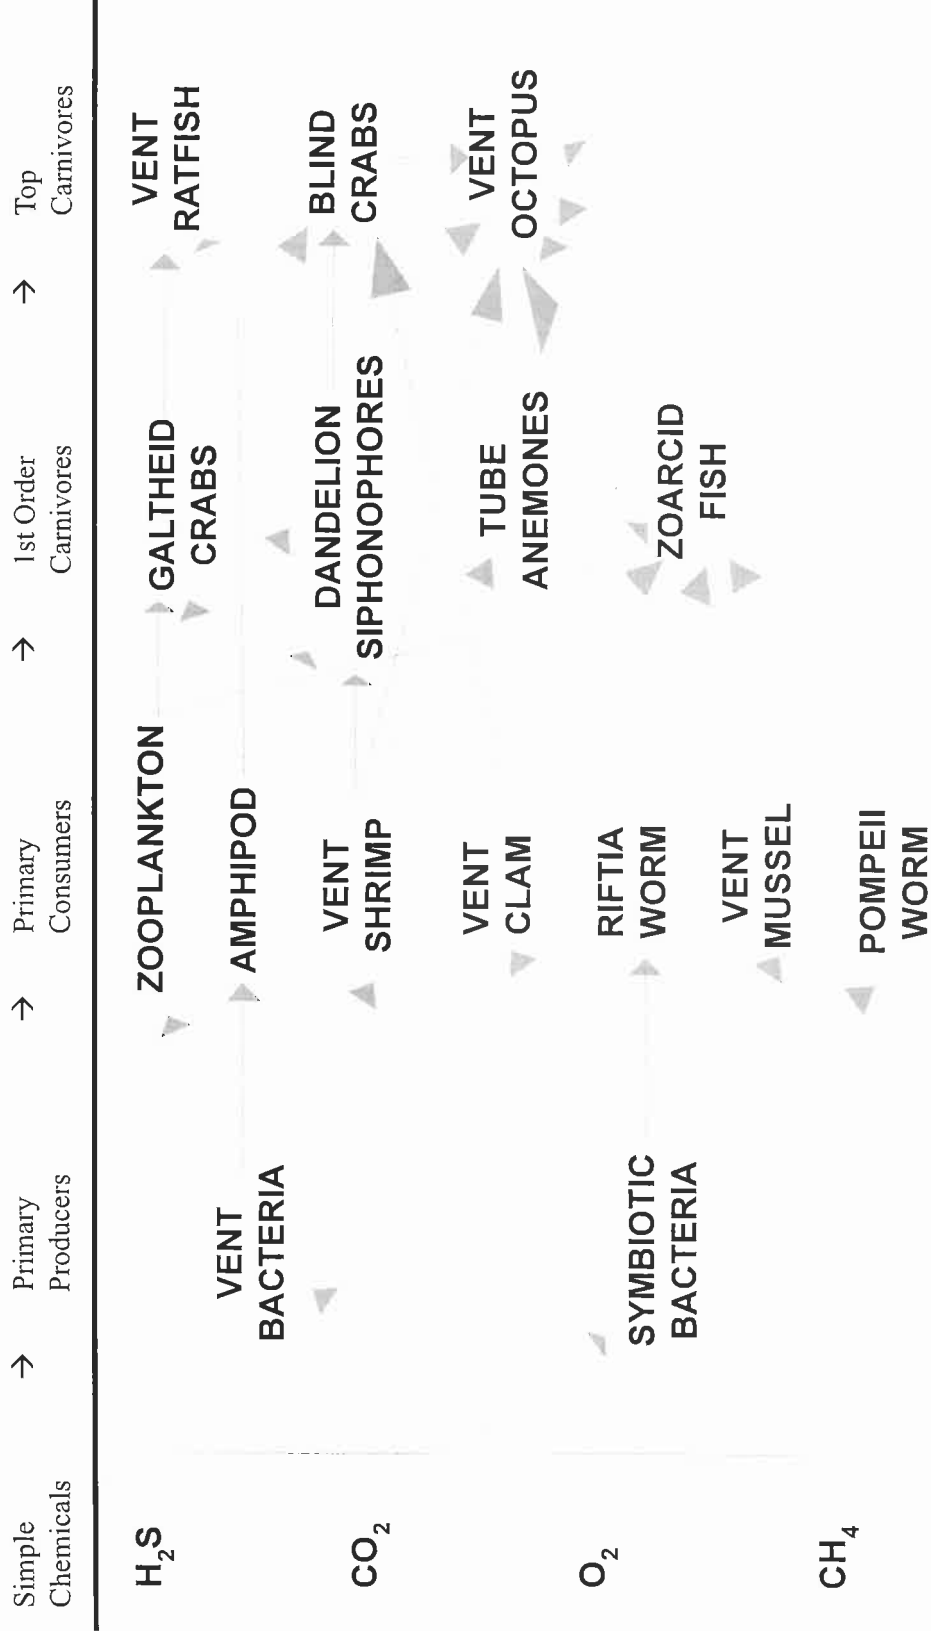 Simple
Chemicals
→
Primary
Producers
→
Primary
Consumers
→
1st Order
Carnivores
→
Top
Carnivores
H₂S
CO₂
O₂
CH₄
VENT
BACTERIA
SYMBIOTIC
BACTERIA
ZOOPLANKTON
AMPHIPOD
VENT
SHRIMP
VENT
CLAM
RIFTIA
WORM
VENT
MUSSEL
POMPEII
WORM
GALTHEID
CRABS
DANDELION
SIPHONOPHORES
TUBE
ANEMONES
ZOARCID
FISH
VENT
RATFISH
BLIND
CRABS
VENT
OCTOPUS